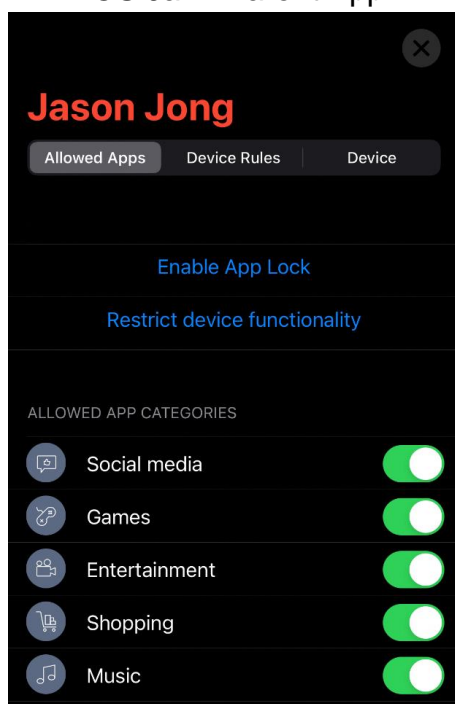 Jason Jong
Allowed Apps Device Rules Device
Enable App Lock
Restrict device functionality
ALLOWED APP CATEGORIES
Social media
Games
Entertainment
Shopping
Music